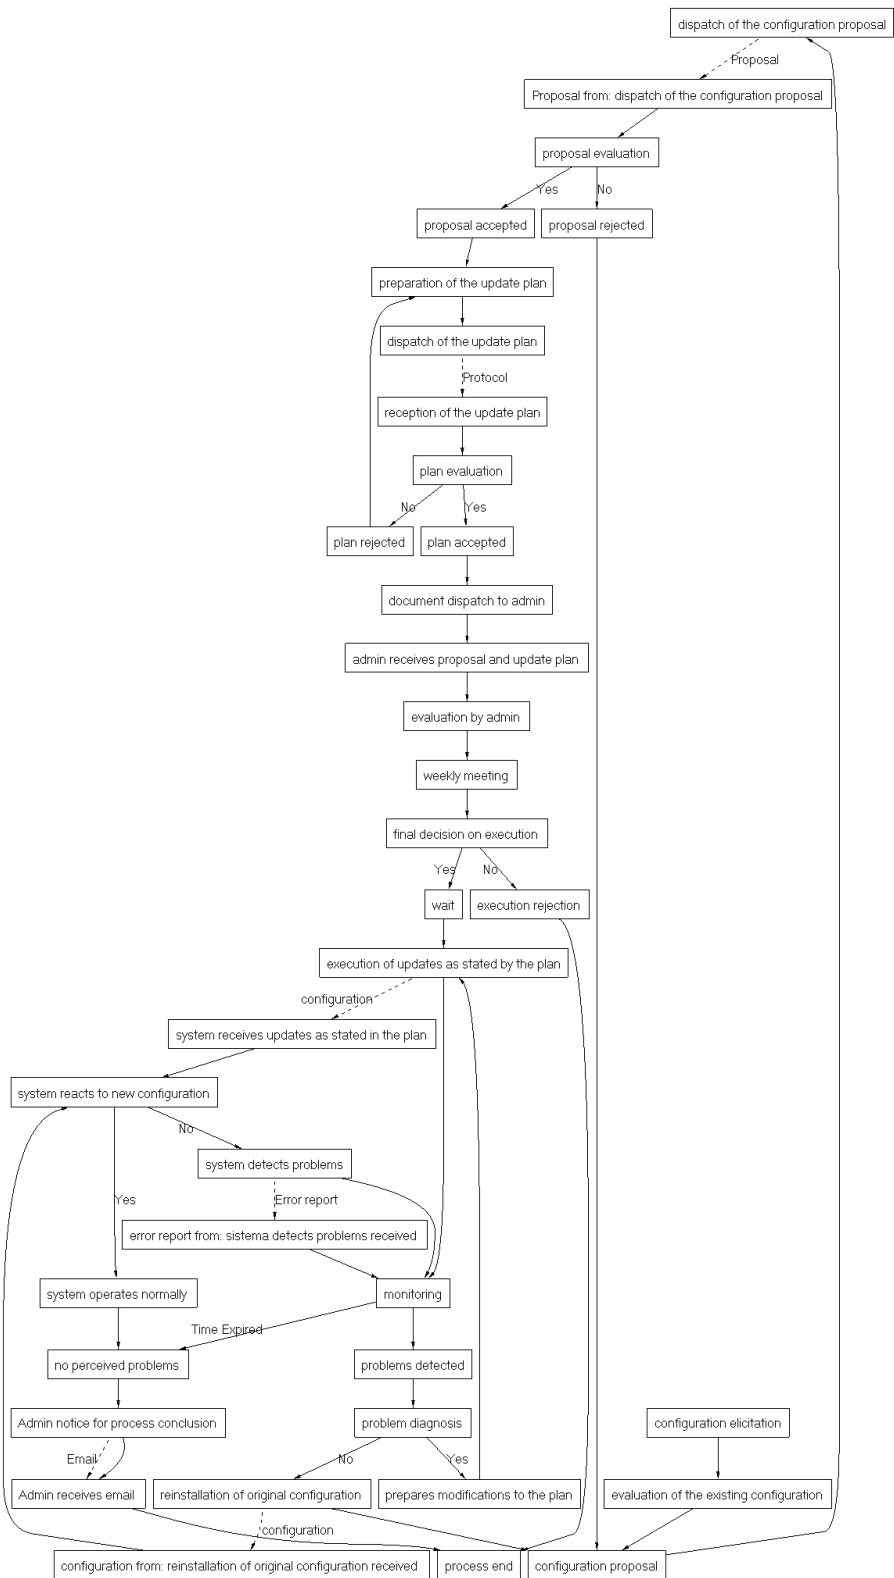 dispatch of the configuration proposal
Proposal
Proposal from: dispatch of the configuration proposal
proposal evaluation
Yes
No
proposal accepted
proposal rejected
preparation of the update plan
dispatch of the update plan
Protocol
reception of the update plan
plan evaluation
No
Yes
plan rejected
plan accepted
document dispatch to admin
admin receives proposal and update plan
evaluation by admin
weekly meeting
final decision on execution
Yes
No
wait
execution rejection
execution of updates as stated by the plan
configuration
system receives updates as stated in the plan
system reacts to new configuration
No
system detects problems
Yes
Error report
error report from: sistema detects problems received
system operates normally
monitoring
Time Expired
no perceived problems
problems detected
Admin notice for process conclusion
problem diagnosis
configuration elicitation
Email
No
Yes
Admin receives email
reinstallation of original configuration
prepares modifications to the plan
evaluation of the existing configuration
configuration
configuration from: reinstallation of original configuration received
process end
configuration proposal